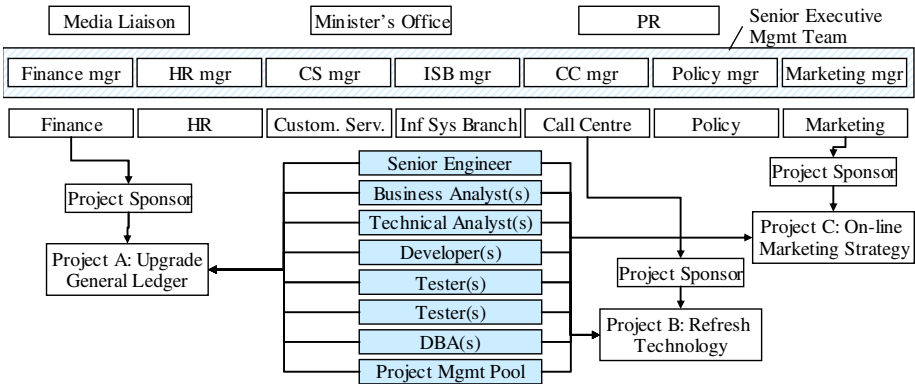 Media Liaison
Minister's Office
PR
Senior Executive
Mgmt Team
Finance mgr
HR mgr
CS mgr
ISB mgr
CC mgr
Policy mgr
Marketing mgr
Finance
HR
Custom. Serv.
Inf Sys Branch
Call Centre
Policy
Marketing
Senior Engineer
Business Analyst(s)
Technical Analyst(s)
Developer(s)
Tester(s)
Tester(s)
DBA(s)
Project Mgmt Pool
Project Sponsor
Project A: Upgrade
General Ledger
Project Sponsor
Project B: Refresh
Technology
Project Sponsor
Project C: On-line
Marketing Strategy